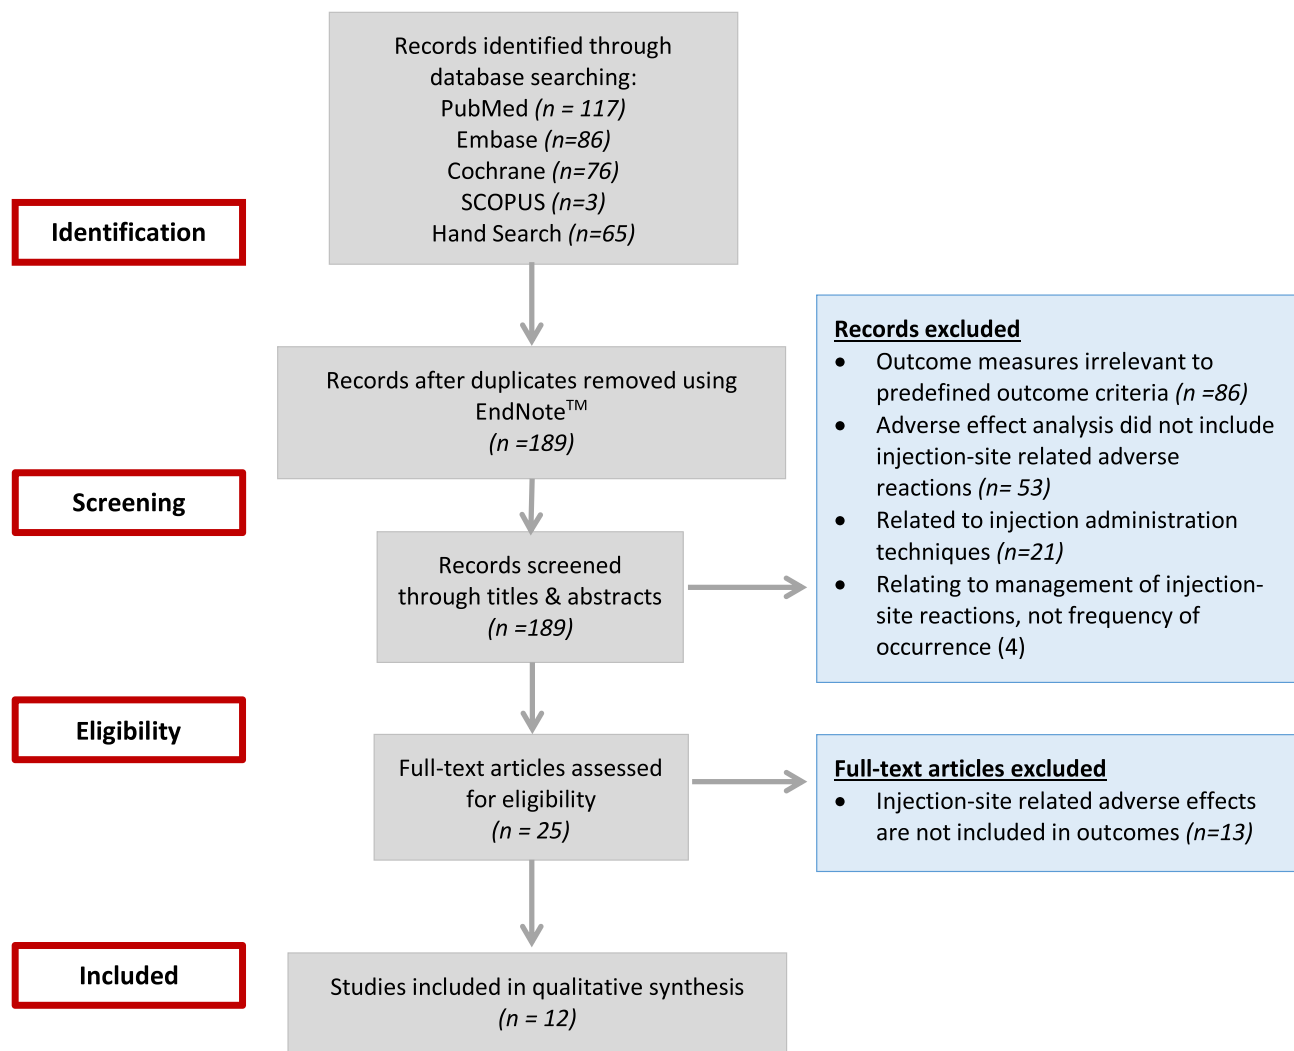 Records identified through
database searching:
PubMed (n = 117)
Embase (n=86)
Cochrane (n=76)
SCOPUS (n=3)
Hand Search (n=65)
Identification
Records after duplicates removed using
EndNote™
(n =189)
Screening
Records screened
through titles & abstracts
(n =189)
Records excluded
• Outcome measures irrelevant to
predefined outcome criteria (n =86)
• Adverse effect analysis did not include
injection-site related adverse
reactions (n= 53)
• Related to injection administration
techniques (n=21)
• Relating to management of injection-
site reactions, not frequency of
occurrence (4)
Eligibility
Full-text articles assessed
for eligibility
(n = 25)
Full-text articles excluded
• Injection-site related adverse effects
are not included in outcomes (n=13)
Included
Studies included in qualitative synthesis
(n = 12)